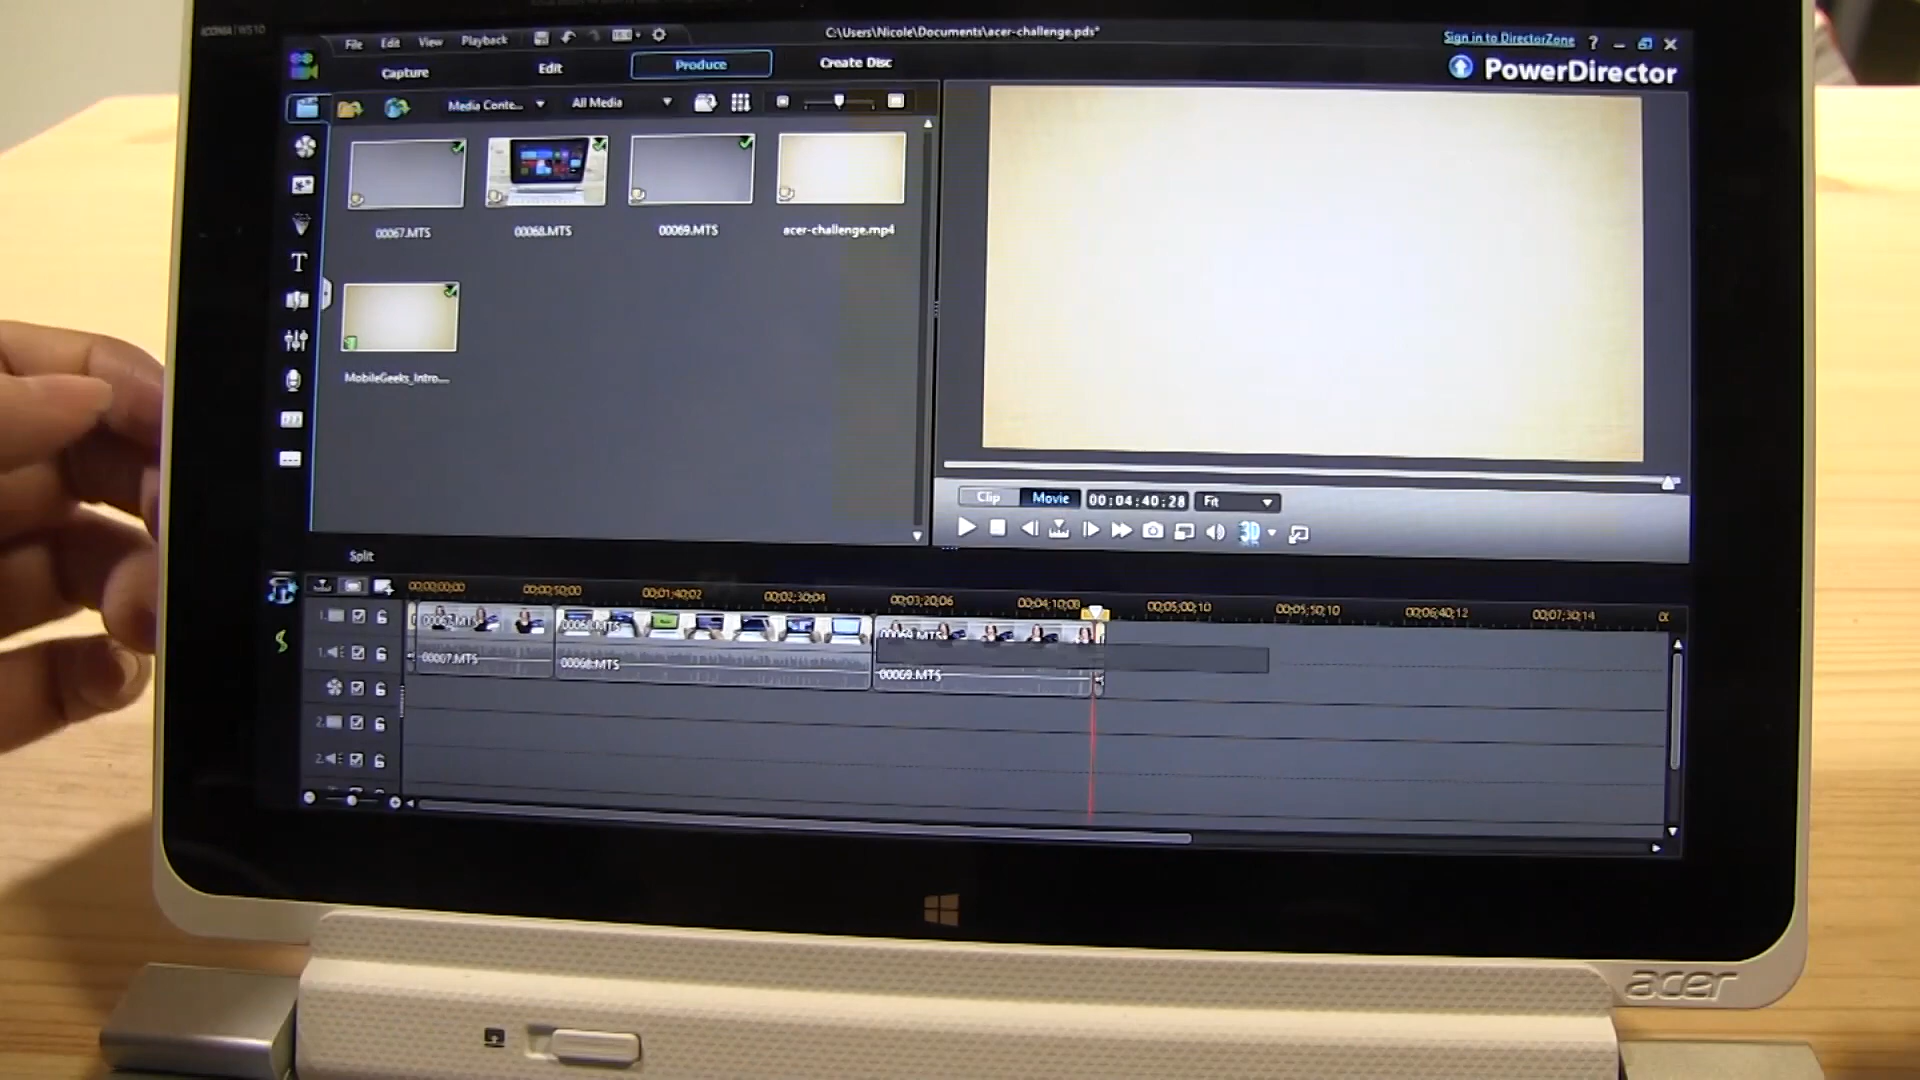 ICONIA | W510
File Edit View Playback
C:\Users\Nicole\Documents\acer-challenge.pds*
Sign in to DirectorZone ?
Capture Edit Produce Create Disc
PowerDirector
Media Conte... All Media
00067.MTS 00068.MTS 00069.MTS acer-challenge.mp4
MobileGeeks_Intro....
T
Clip Movie 00:04:40:28 Fit
3D
Split
00;00;00;00 00;00;50;00 00;01;40;02 00;02;30;04 00;03;20;06 00;04;10;08 00;05;00;10 00;05;50;10 00;06;40;12 00;07;30;14
1. 00067.MTS 00068.MTS 00069.MTS
1. 00067.MTS 00068.MTS 00069.MTS
2.
2.
acer